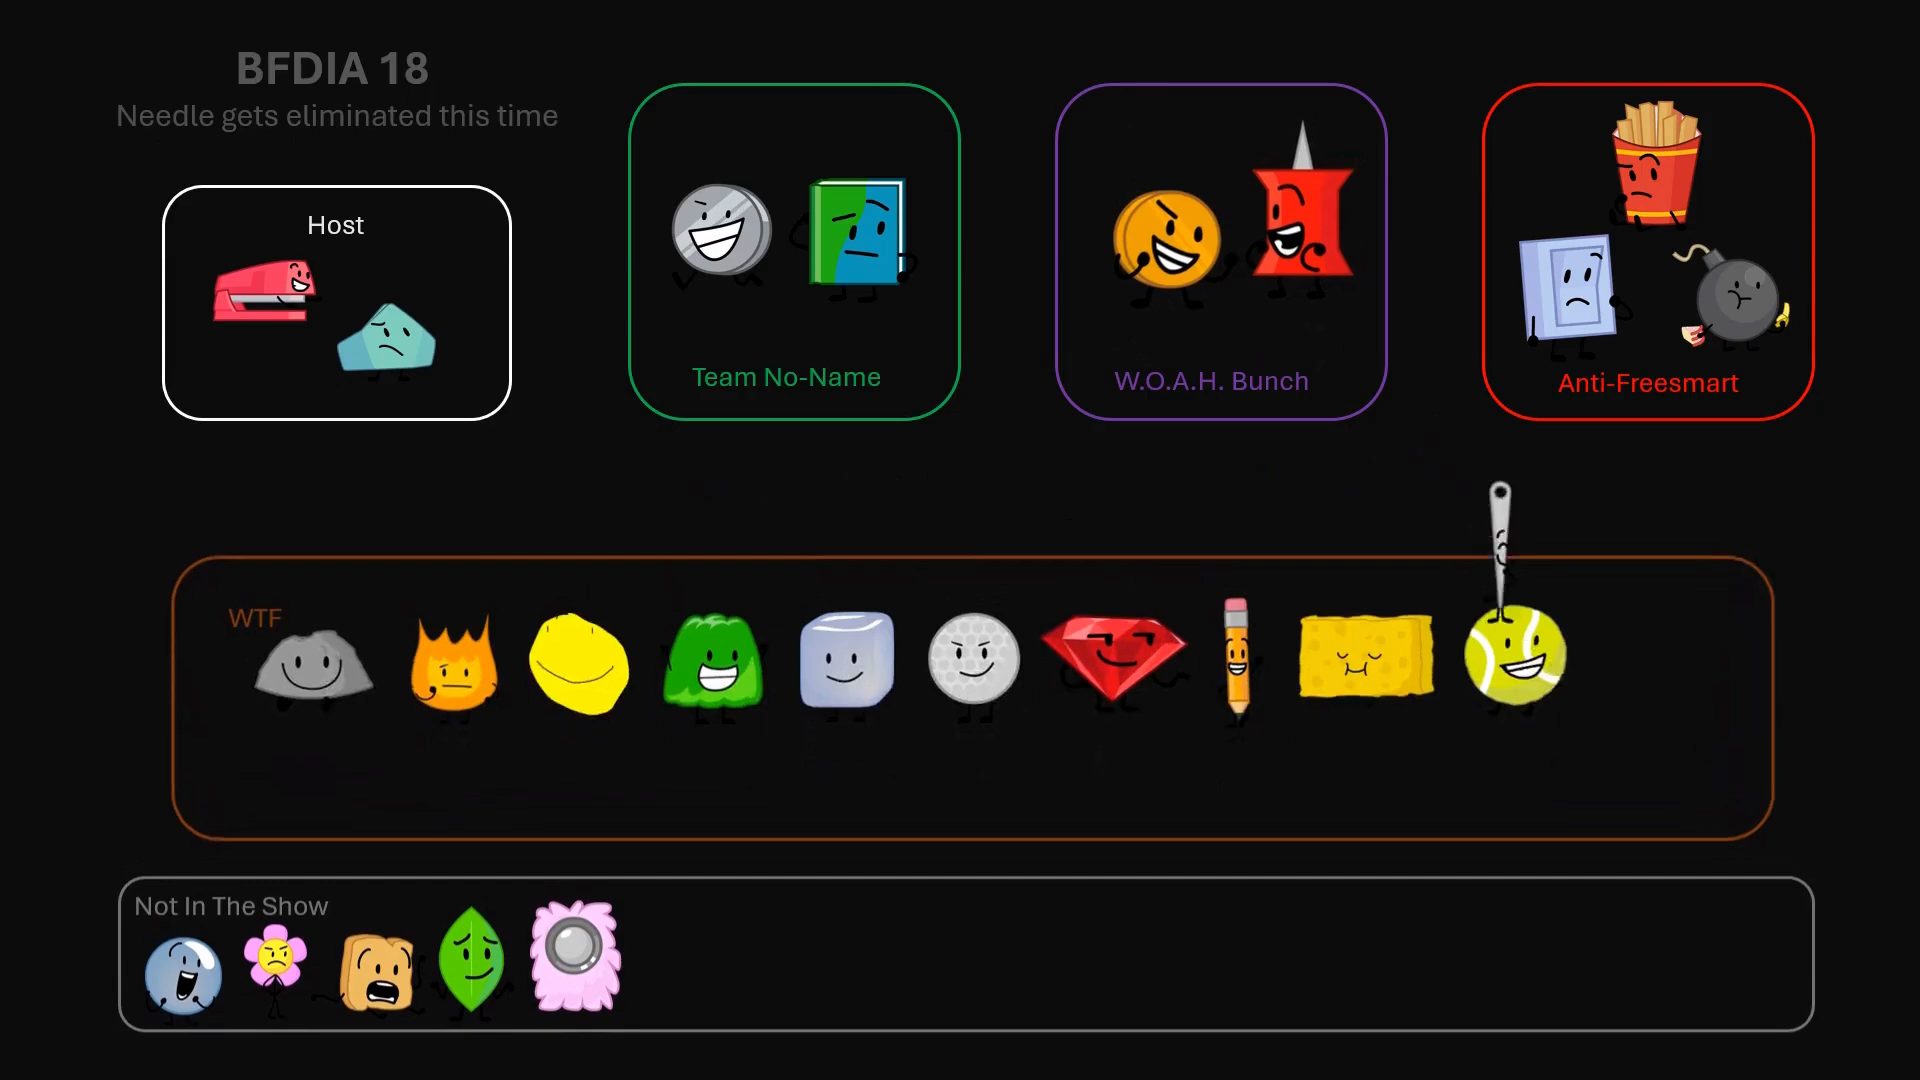 BFDIA 18
Needle gets eliminated this time
Host
Team No-Name
W.O.A.H. Bunch
Anti-Freesmart
WTF
Not In The Show